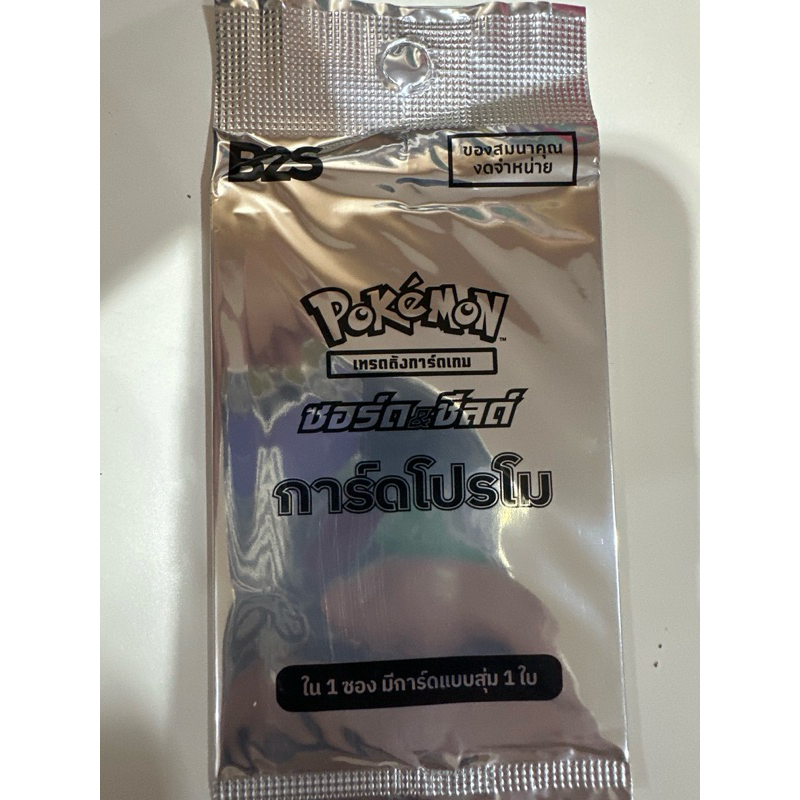 B2S
ของสมนาคุณ
งดจำหน่าย
POKéMON™
เทรดดิ้งการ์ดเกม
ซอร์ด&ชีลด์
การ์ดโปรโม
ใน 1 ซอง มีการ์ดแบบสุ่ม 1 ใบ